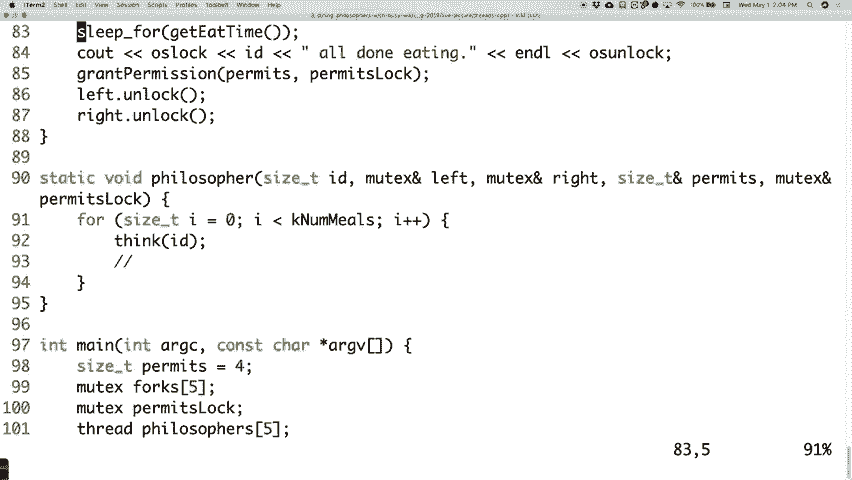 iTerm2 Shell Edit View Session Scripts Profiles Toolbelt Window Help 100% Wed May 1 2:04 PM
83 sleep_for(getEatTime());
84 cout << oslock << id << " all done eating." << endl << osunlock;
85 grantPermission(permits, permitsLock);
86 left.unlock();
87 right.unlock();
88 }
89
90 static void philosopher(size_t id, mutex& left, mutex& right, size_t& permits, mutex&
permitsLock) {
91 for (size_t i = 0; i < kNumMeals; i++) {
92 think(id);
93 //
94 }
95 }
96
97 int main(int argc, const char *argv[]) {
98 size_t permits = 4;
99 mutex forks[5];
100 mutex permitsLock;
101 thread philosophers[5];
83,5 91%